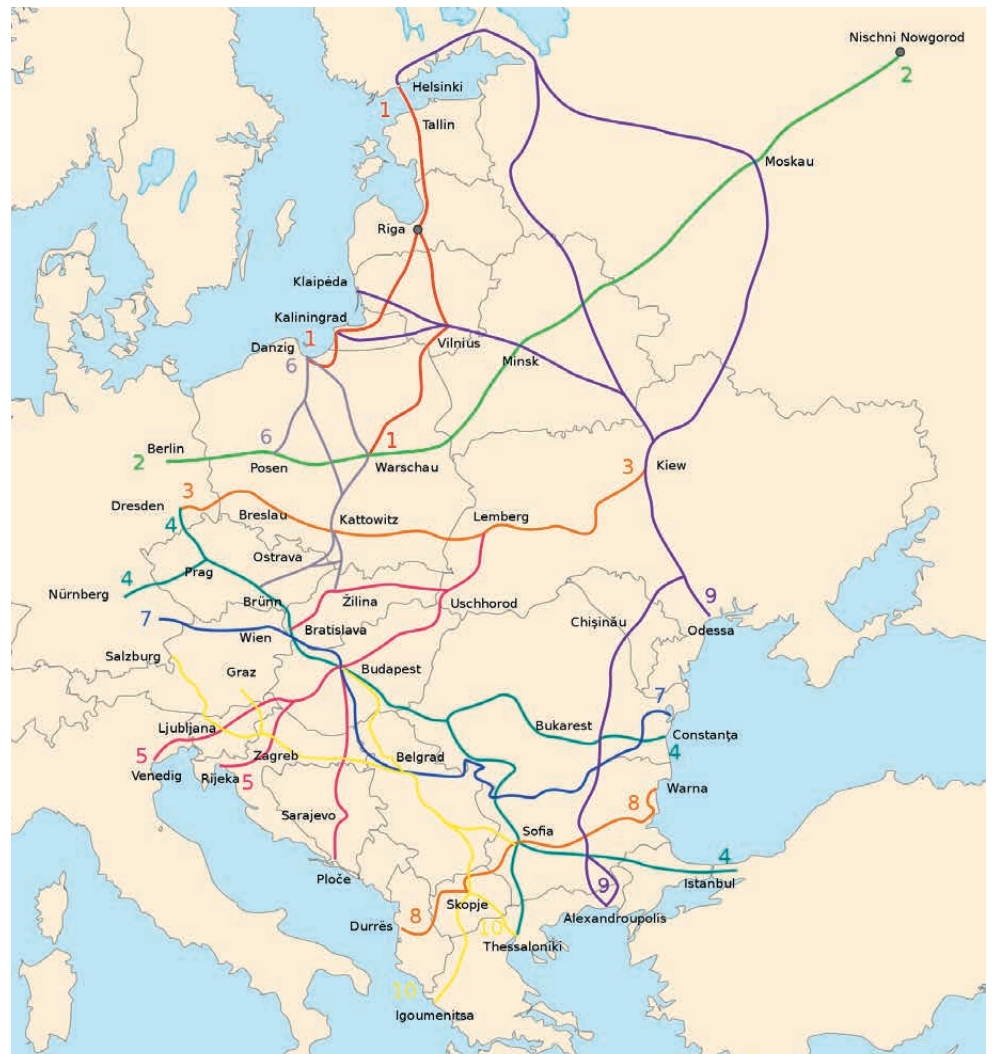 Nischni Nowgorod
2
Helsinki
1
Tallin
Moskau
Riga
Klaipėda
Kaliningrad
1
Danzig
Vilnius
6
Minsk
6
1
Berlin
2
Posen
Warschau
3
Kiew
3
Dresden
4
Breslau
Kattowitz
Lemberg
Ostrava
Prag
4
Nürnberg
Brünn
Žilina
Uschhorod
9
7
Wien
Bratislava
Chişinău
Odessa
Salzburg
Graz
Budapest
7
Ljubljana
Bukarest
Constanţa
4
5
Venedig
Rijeka
5
Zagreb
Belgrad
Warna
8
Sarajevo
Sofia
4
Istanbul
Ploče
9
Skopje
8
Durrës
10
Alexandroupolis
Thessaloniki
10
Igoumenitsa